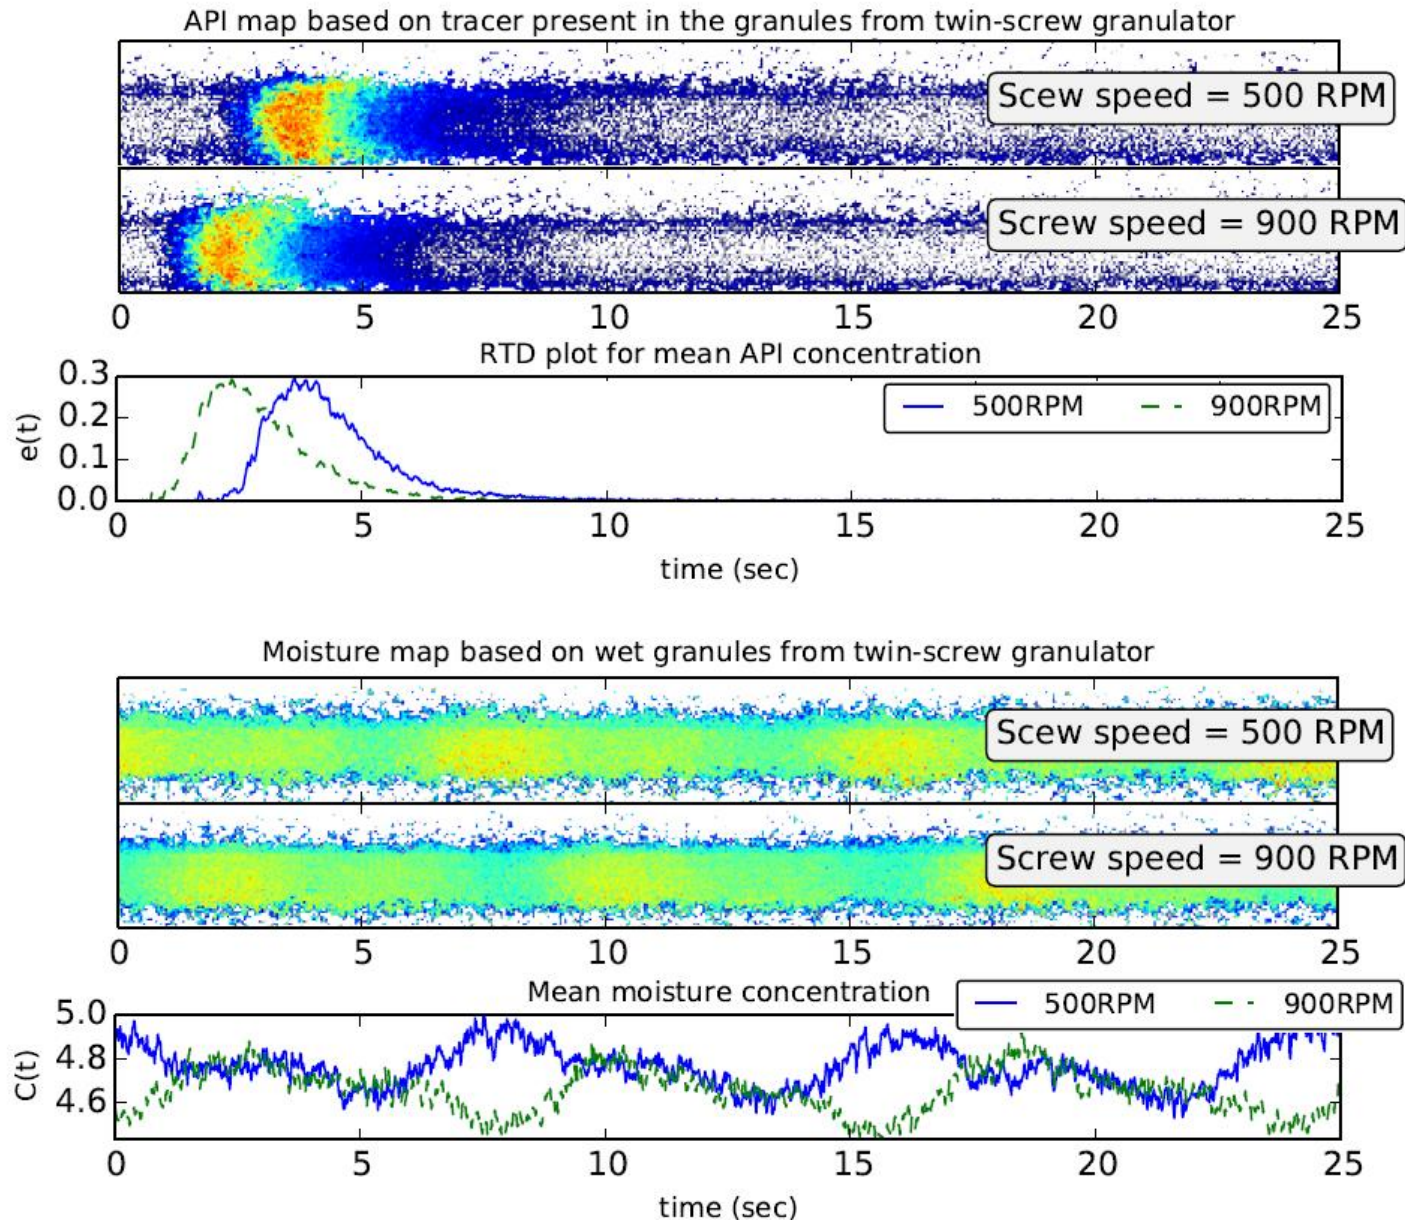 API map based on tracer present in the granules from twin-screw granulator
Scew speed = 500 RPM
Screw speed = 900 RPM
0 5 10 15 20 25
RTD plot for mean API concentration
0.3
0.2
0.1
0.0
e(t)
500RPM 900RPM
0 5 10 15 20 25
time (sec)
Moisture map based on wet granules from twin-screw granulator
Scew speed = 500 RPM
Screw speed = 900 RPM
0 5 10 15 20 25
Mean moisture concentration
500RPM 900RPM
5.0
4.8
4.6
C(t)
0 5 10 15 20 25
time (sec)